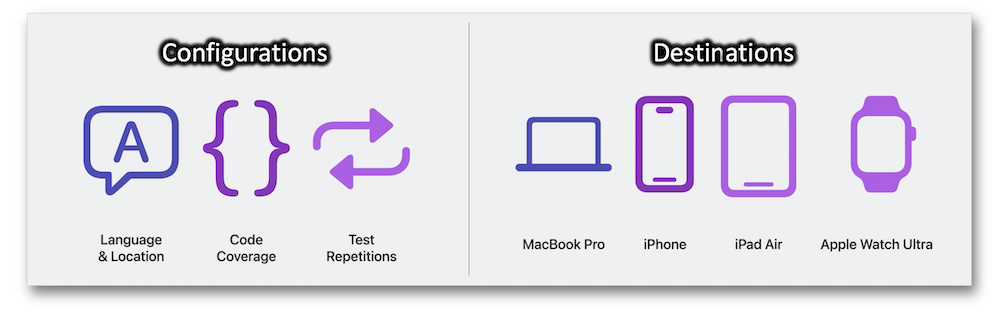 Configurations
Destinations
A
Language
& Location
Code
Coverage
Test
Repetitions
MacBook Pro
iPhone
iPad Air
Apple Watch Ultra